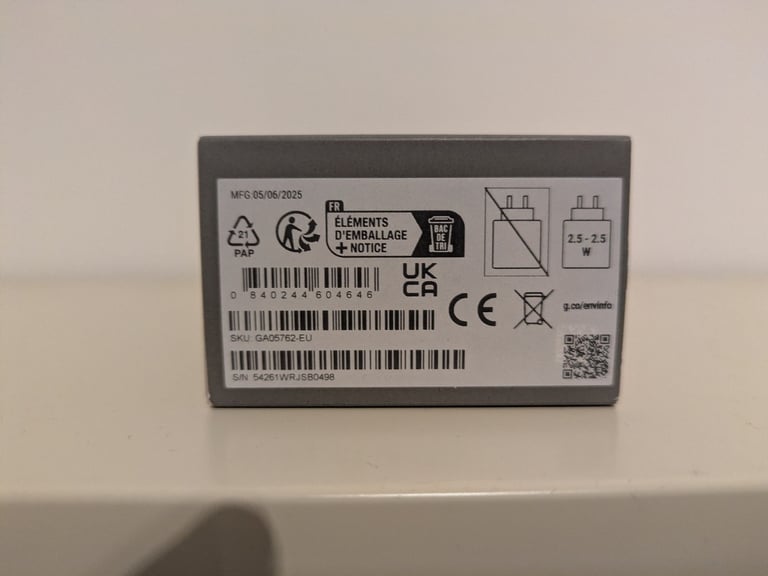 MFG:05/06/2025
21
PAP
FR
ÉLÉMENTS
D'EMBALLAGE
+ NOTICE
BAC
DE
TRI
2.5 - 2.5
W
UK
CA
0 840244 604646
CE
g.co/envinfo
SKU: GA05762-EU
S/N 54261WRJSB0498